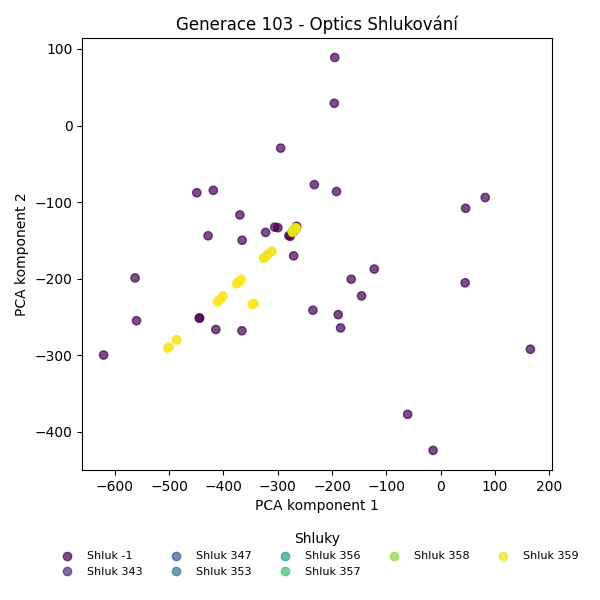 Generace 103 - Optics Shlukování
100
0
−100
−200
−300
−400
PCA komponent 2
−600 −500 −400 −300 −200 −100 0 100 200
PCA komponent 1
Shluky
Shluk -1 Shluk 347 Shluk 356 Shluk 358 Shluk 359
Shluk 343 Shluk 353 Shluk 357